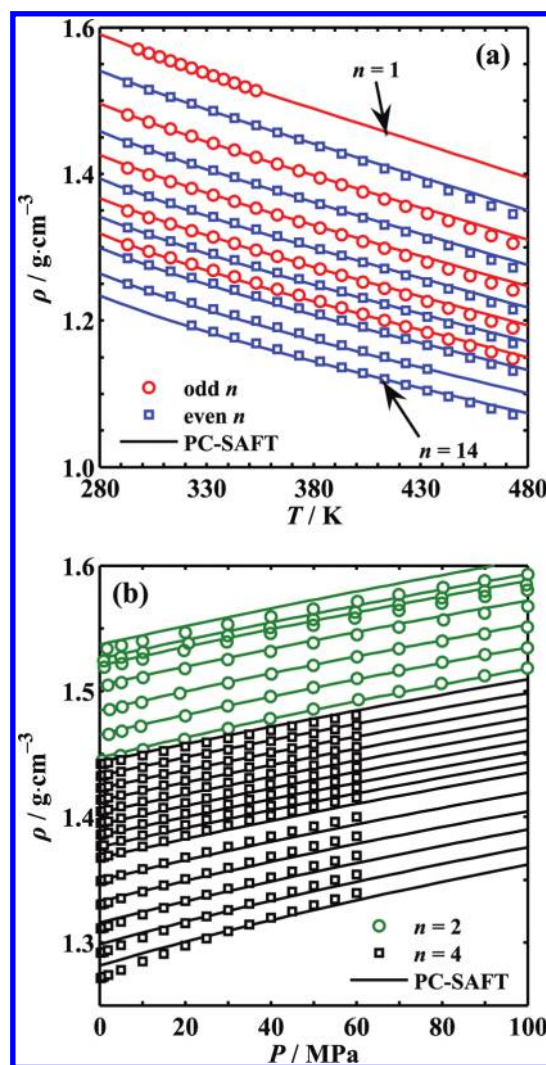 (a)
1.6
n = 1
1.4
ρ / g·cm⁻³
1.2
odd n
even n
PC-SAFT
n = 14
1.0
280 330 380 430 480
T / K
(b)
1.6
1.5
ρ / g·cm⁻³
1.4
1.3
n = 2
n = 4
PC-SAFT
0 20 40 60 80 100
P / MPa